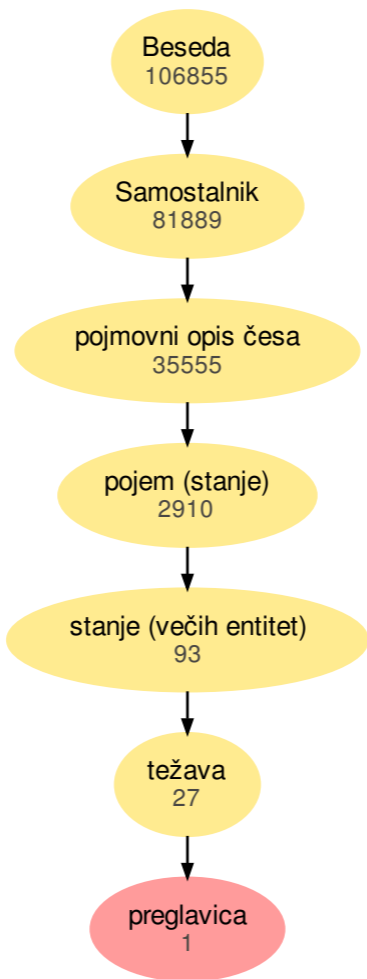 Beseda
106855
Samostalnik
81889
pojmovni opis česa
35555
pojem (stanje)
2910
stanje (večih entitet)
93
težava
27
preglavica
1